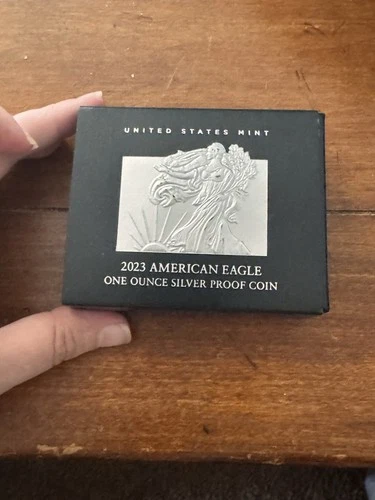 UNITED STATES MINT
2023 AMERICAN EAGLE
ONE OUNCE SILVER PROOF COIN